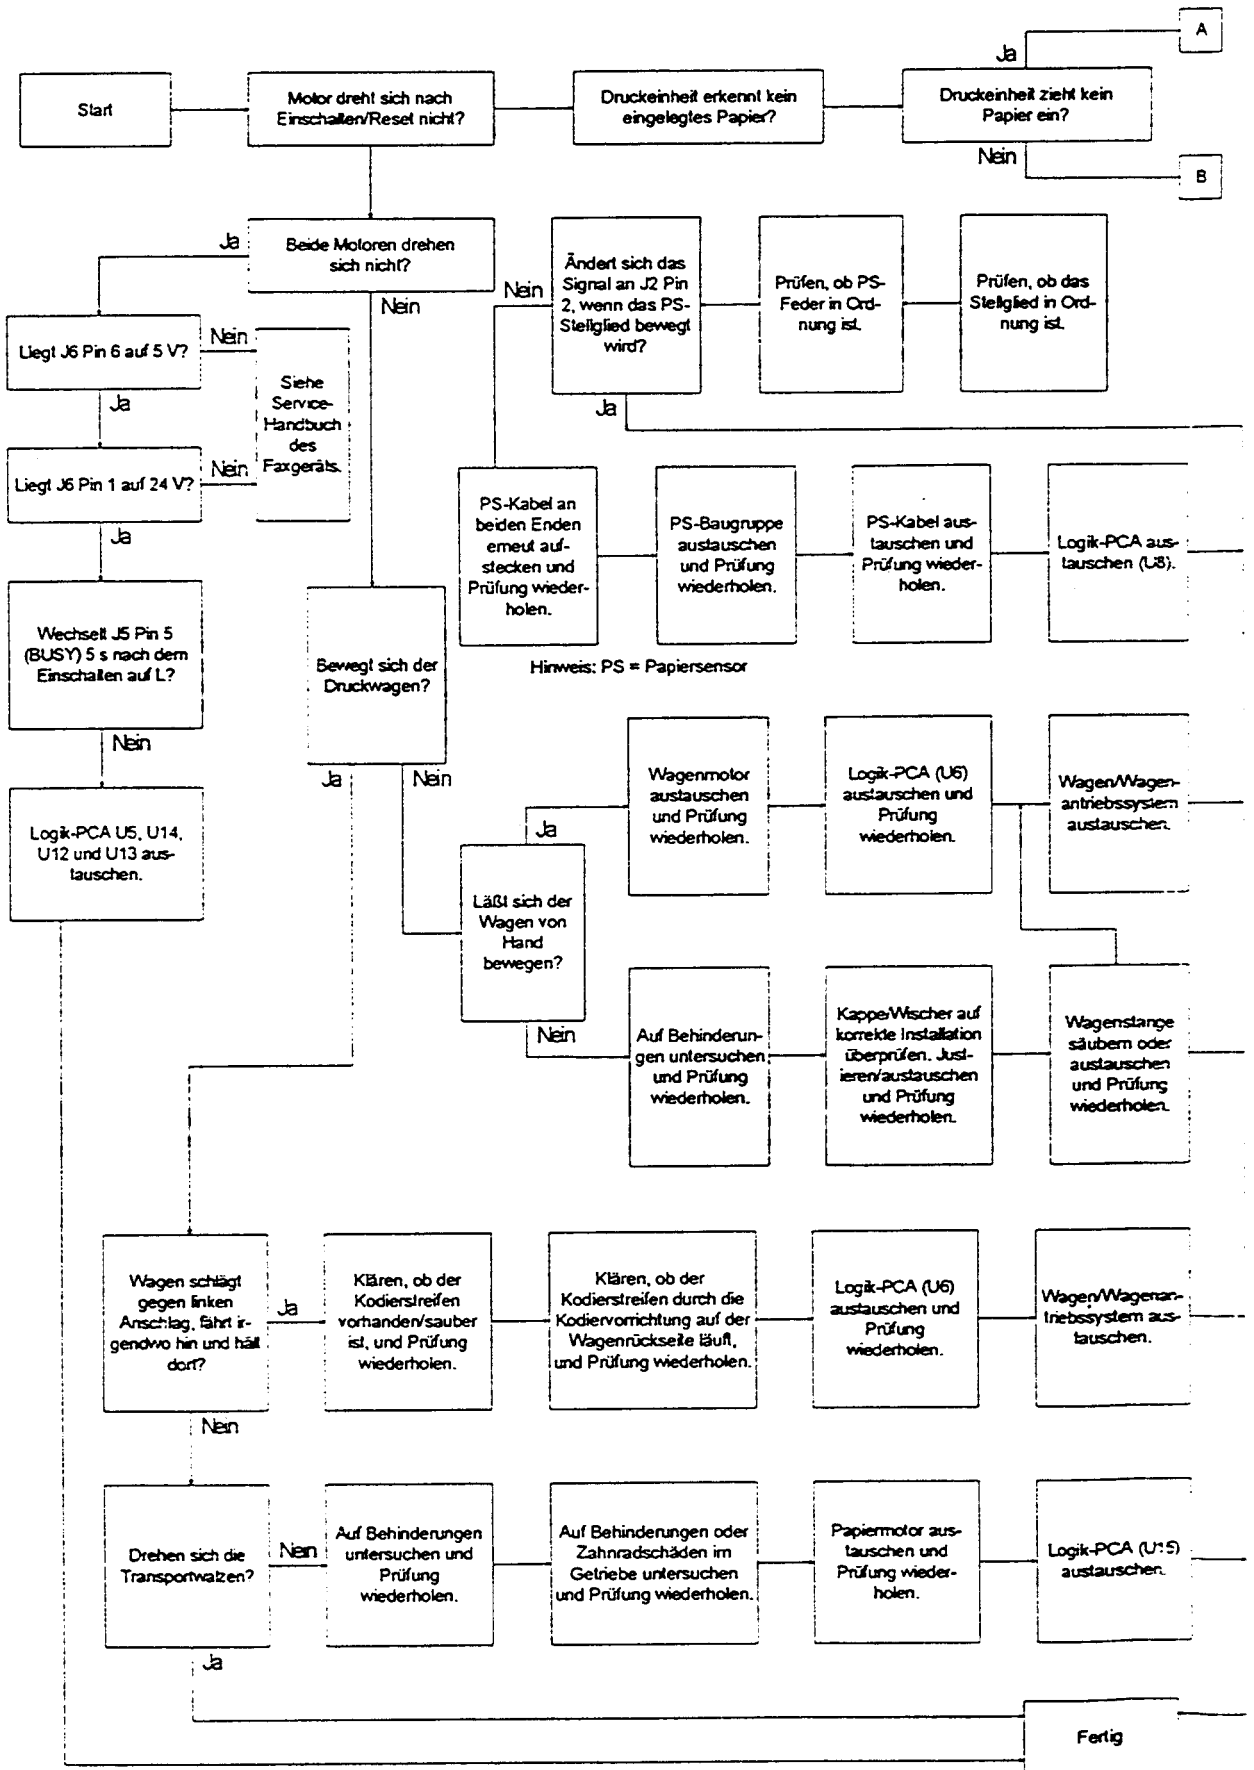 A
Ja
Start
Motor dreht sich nach
Einschalten/Reset nicht?
Druckeinheit erkennt kein
eingelegtes Papier?
Druckeinheit zieht kein
Papier ein?
Nein
B
Ja
Beide Motoren drehen
sich nicht?
Nein
Nein
Ändert sich das
Signal an J2 Pin
2, wenn das PS-
Stellglied bewegt
wird?
Ja
Prüfen, ob PS-
Feder in Ord-
nung ist.
Prüfen, ob das
Stellglied in Ord-
nung ist.
Liegt J6 Pin 6 auf 5 V?
Nein
Ja
Siehe
Service-
Handbuch
des
Faxgeräts.
Liegt J6 Pin 1 auf 24 V?
Nein
Ja
PS-Kabel an
beiden Enden
erneut auf-
stecken und
Prüfung wieder-
holen.
PS-Baugruppe
austauschen
und Prüfung
wiederholen.
PS-Kabel aus-
tauschen und
Prüfung wieder-
holen.
Logik-PCA aus-
tauschen (U8).
Wechselt J5 Pin 5
(BUSY) 5 s nach dem
Einschalten auf L?
Nein
Bewegt sich der
Druckwagen?
Ja
Nein
Hinweis: PS = Papiersensor
Logik-PCA U5, U14,
U12 und U13 aus-
tauschen.
Läßt sich der
Wagen von
Hand
bewegen?
Ja
Nein
Wagenmotor
austauschen
und Prüfung
wiederholen.
Logik-PCA (U6)
austauschen und
Prüfung
wiederholen.
Wagen/Wagen-
antriebssystem
austauschen.
Auf Behinderun-
gen untersuchen
und Prüfung
wiederholen.
Kappe/Wischer auf
korrekte Installation
überprüfen. Just-
ieren/austauschen
und Prüfung
wiederholen.
Wagenstange
säubern oder
austauschen
und Prüfung
wiederholen.
Wagen schlägt
gegen linken
Anschlag, fährt ir-
gendwo hin und hält
dort?
Ja
Nein
Klären, ob der
Kodierstreifen
vorhanden/sauber
ist, und Prüfung
wiederholen.
Klären, ob der
Kodierstreifen durch die
Kodiervorrichtung auf der
Wagenrückseite läuft,
und Prüfung wiederholen.
Logik-PCA (U6)
austauschen und
Prüfung
wiederholen.
Wagen/Wagenan-
triebssystem aus-
tauschen.
Drehen sich die
Transportwalzen?
Nein
Ja
Auf Behinderungen
untersuchen und
Prüfung
wiederholen.
Auf Behinderungen oder
Zahnradschäden im
Getriebe untersuchen
und Prüfung wiederholen.
Papiermotor aus-
tauschen und
Prüfung wieder-
holen.
Logik-PCA (U15)
austauschen.
Fertig